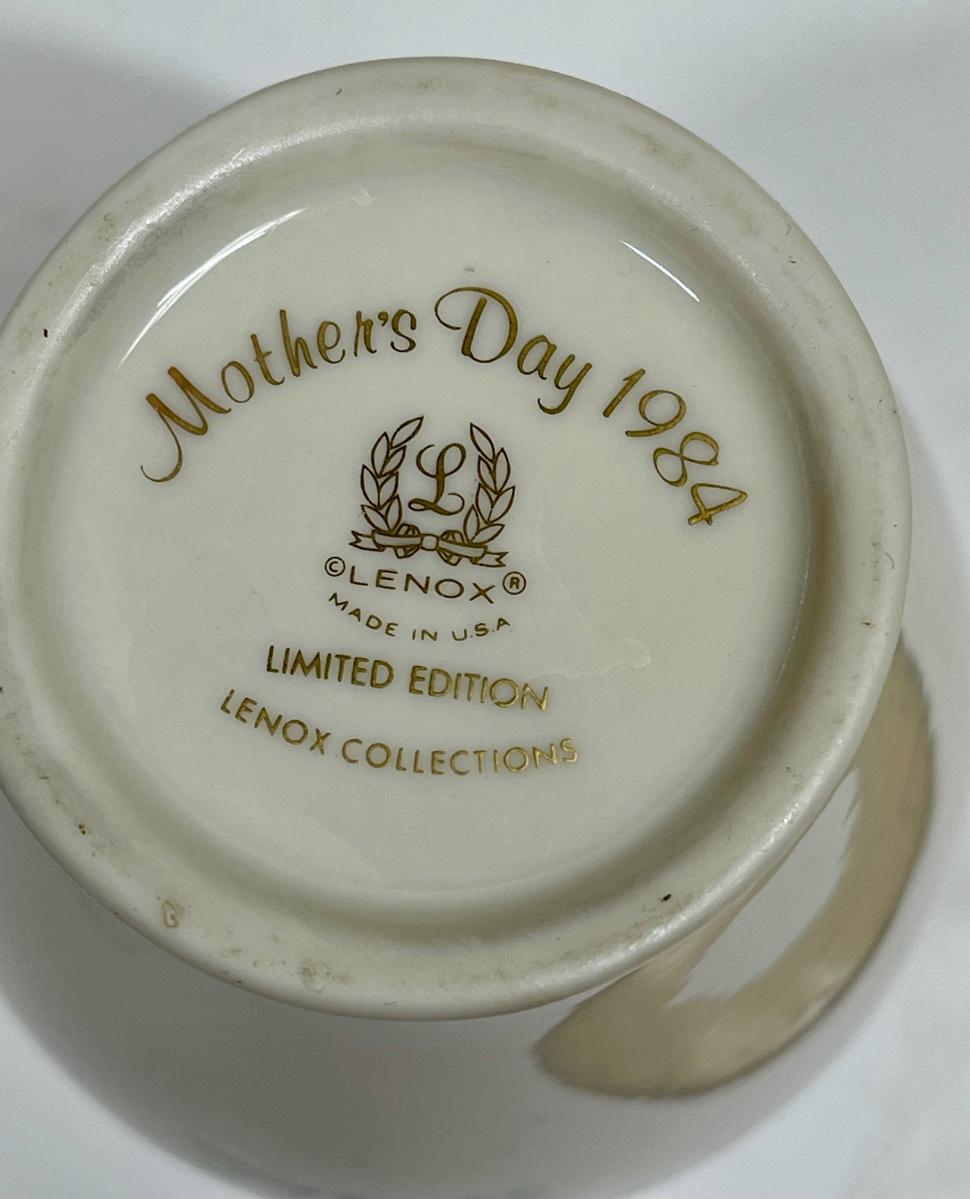 Mother's Day 1984
L
©LENOX®
MADE IN U.S.A
LIMITED EDITION
LENOX COLLECTIONS